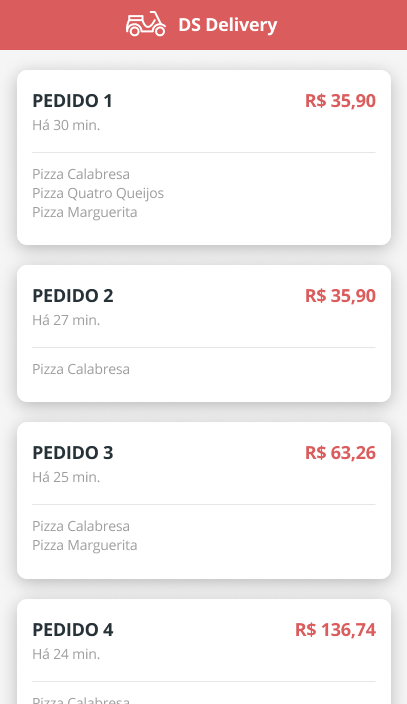 DS Delivery
PEDIDO 1 R$ 35,90
Há 30 min.
Pizza Calabresa
Pizza Quatro Queijos
Pizza Marguerita
PEDIDO 2 R$ 35,90
Há 27 min.
Pizza Calabresa
PEDIDO 3 R$ 63,26
Há 25 min.
Pizza Calabresa
Pizza Marguerita
PEDIDO 4 R$ 136,74
Há 24 min.
Pizza Calabresa